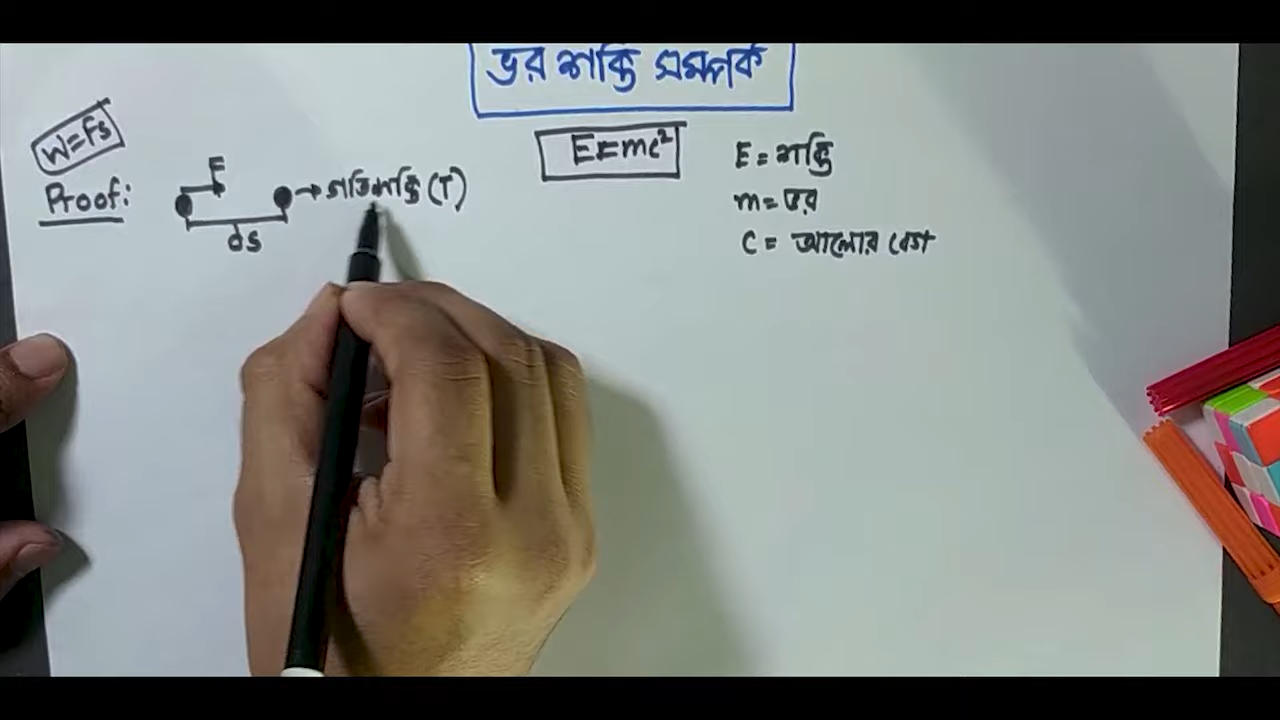 ভর শক্তি সম্পর্ক
W=Fs
E=mc²
E = শক্তি
Proof:
F
→ গতিশক্তি (T)
m = ভর
ds
C = আলোর বেগ